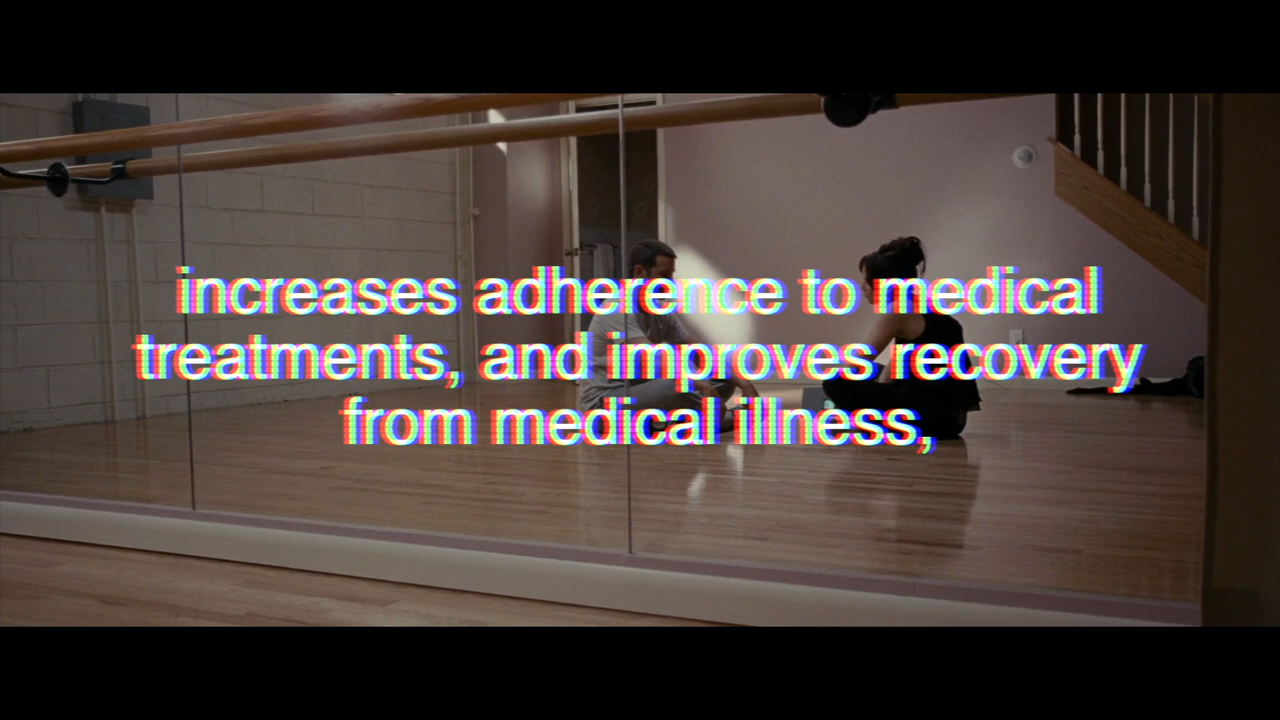 increases adherence to medical
treatments, and improves recovery
from medical illness,